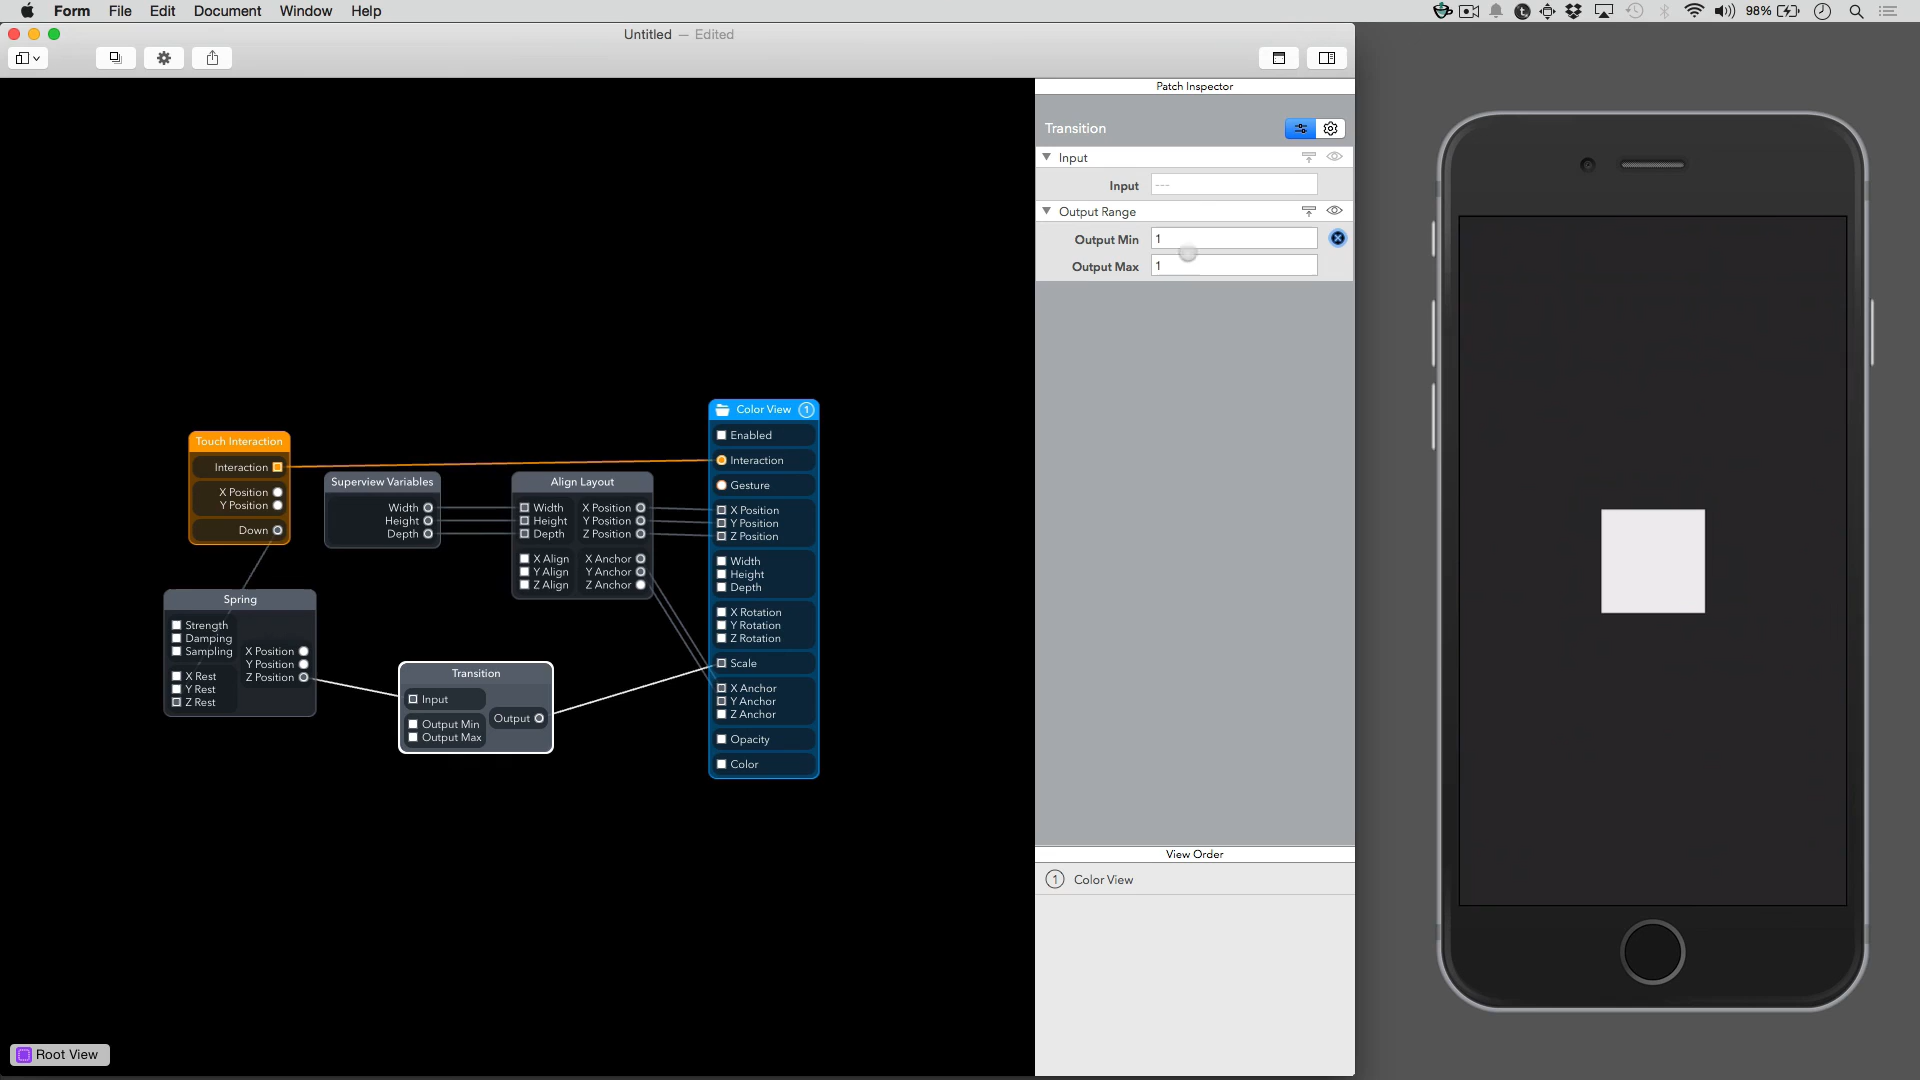 Form File Edit Document Window Help
98%
Untitled — Edited
Patch Inspector
Transition
Input
Input ---
Output Range
Output Min 1
Output Max 1
Touch Interaction
Interaction
X Position
Y Position
Down
Superview Variables
Width
Height
Depth
Align Layout
Width X Position
Height Y Position
Depth Z Position
X Align X Anchor
Y Align Y Anchor
Z Align Z Anchor
Color View 1
Enabled
Interaction
Gesture
X Position
Y Position
Z Position
Width
Height
Depth
X Rotation
Y Rotation
Z Rotation
Scale
X Anchor
Y Anchor
Z Anchor
Opacity
Color
Spring
Strength
Damping
Sampling X Position
Y Position
X Rest Z Position
Y Rest
Z Rest
Transition
Input
Output
Output Min
Output Max
View Order
1 Color View
Root View